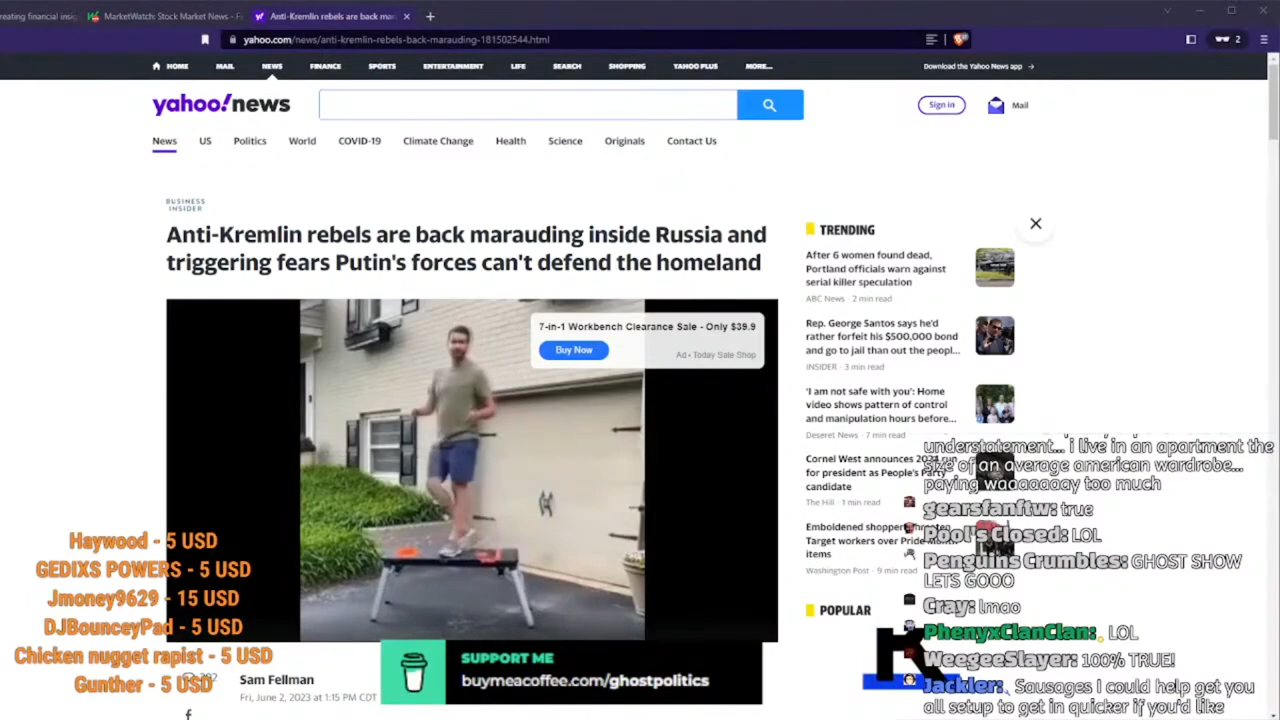 reating financial insig
MarketWatch: Stock Market News - F
Anti-Kremlin rebels are back mar
yahoo.com/news/anti-kremlin-rebels-back-marauding-181502544.html
2
HOME MAIL NEWS FINANCE SPORTS ENTERTAINMENT LIFE SEARCH SHOPPING YAHOO PLUS MORE...
Download the Yahoo News app →
yahoo!news
Sign in
Mail
News US Politics World COVID-19 Climate Change Health Science Originals Contact Us
BUSINESS
INSIDER
Anti-Kremlin rebels are back marauding inside Russia and
triggering fears Putin's forces can't defend the homeland
7-in-1 Workbench Clearance Sale - Only $39.9
Buy Now
Ad • Today Sale Shop
TRENDING
After 6 women found dead,
Portland officials warn against
serial killer speculation
ABC News · 2 min read
Rep. George Santos says he'd
rather forfeit his $500,000 bond
and go to jail than out the peopl...
INSIDER · 3 min read
'I am not safe with you': Home
video shows pattern of control
and manipulation hours before...
Deseret News · 7 min read
Cornel West announces 2024 run
for president as People's Party
candidate
The Hill · 1 min read
Emboldened shoppers threaten
Target workers over Pride Month
items
Washington Post · 9 min read
POPULAR
understatement... i live in an apartment the
size of an average american wardrobe...
paying waaaaaaay too much
gearsfanftw: true
Pool's Closed: LOL
Penguins Crumbles: GHOST SHOW
LETS GOOO
Cray: lmao
PhenyxClanClan: LOL
WeegeeSlayer: 100% TRUE!
Jackler: Sausages I could help get you
all setup to get in quicker if you'd like
Haywood - 5 USD
GEDIXS POWERS - 5 USD
Jmoney9629 - 15 USD
DJBounceyPad - 5 USD
Chicken nugget rapist - 5 USD
Gunther - 5 USD
Sam Fellman
Fri, June 2, 2023 at 1:15 PM CDT
SUPPORT ME
buymeacoffee.com/ghostpolitics
K